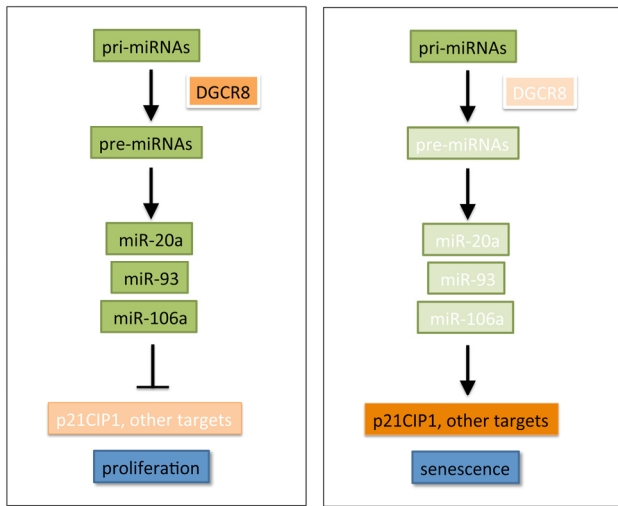 pri-miRNAs
DGCR8
pre-miRNAs
miR-20a
miR-93
miR-106a
p21CIP1, other targets
proliferation
pri-miRNAs
DGCR8
pre-miRNAs
miR-20a
miR-93
miR-106a
p21CIP1, other targets
senescence